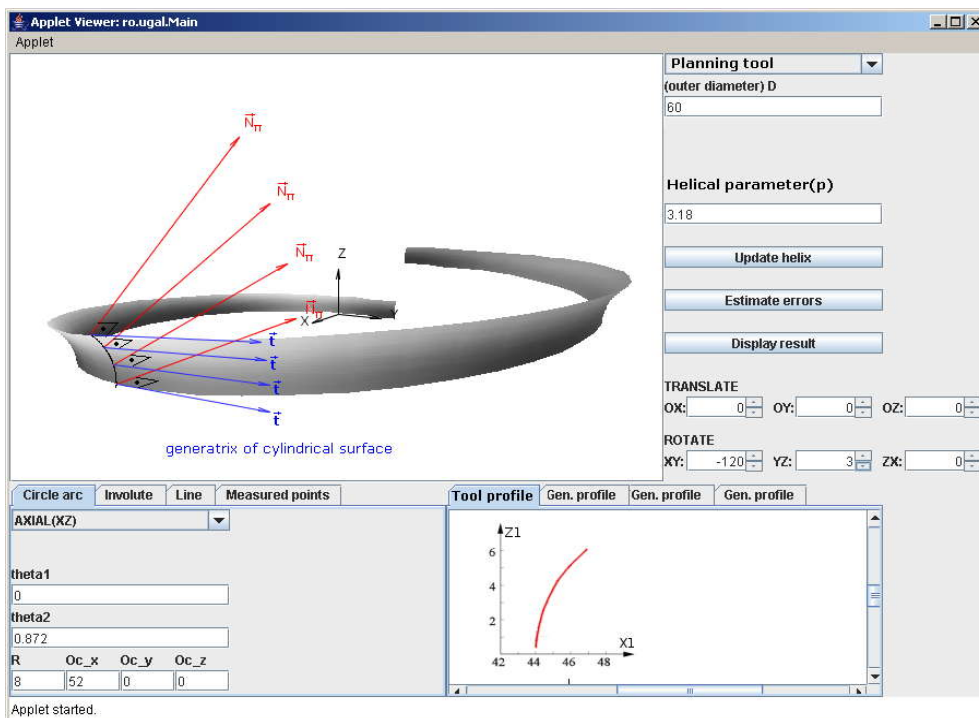 Applet Viewer: ro.ugal.Main
Applet
Planning tool
(outer diameter) D
60
Helical parameter(p)
3.18
Update helix
Estimate errors
Display result
TRANSLATE
OX: 0 OY: 0 OZ: 0
ROTATE
XY: -120 YZ: 3 ZX: 0
N⃗π
N⃗π
N⃗π
N⃗π
Z
X
Y
t⃗
t⃗
t⃗
t⃗
generatrix of cylindrical surface
Circle arc Involute Line Measured points
AXIAL(XZ)
theta1
0
theta2
0.872
R Oc_x Oc_y Oc_z
8 52 0 0
Tool profile Gen. profile Gen. profile Gen. profile
Z1
6
4
2
X1
42 44 46 48
Applet started.